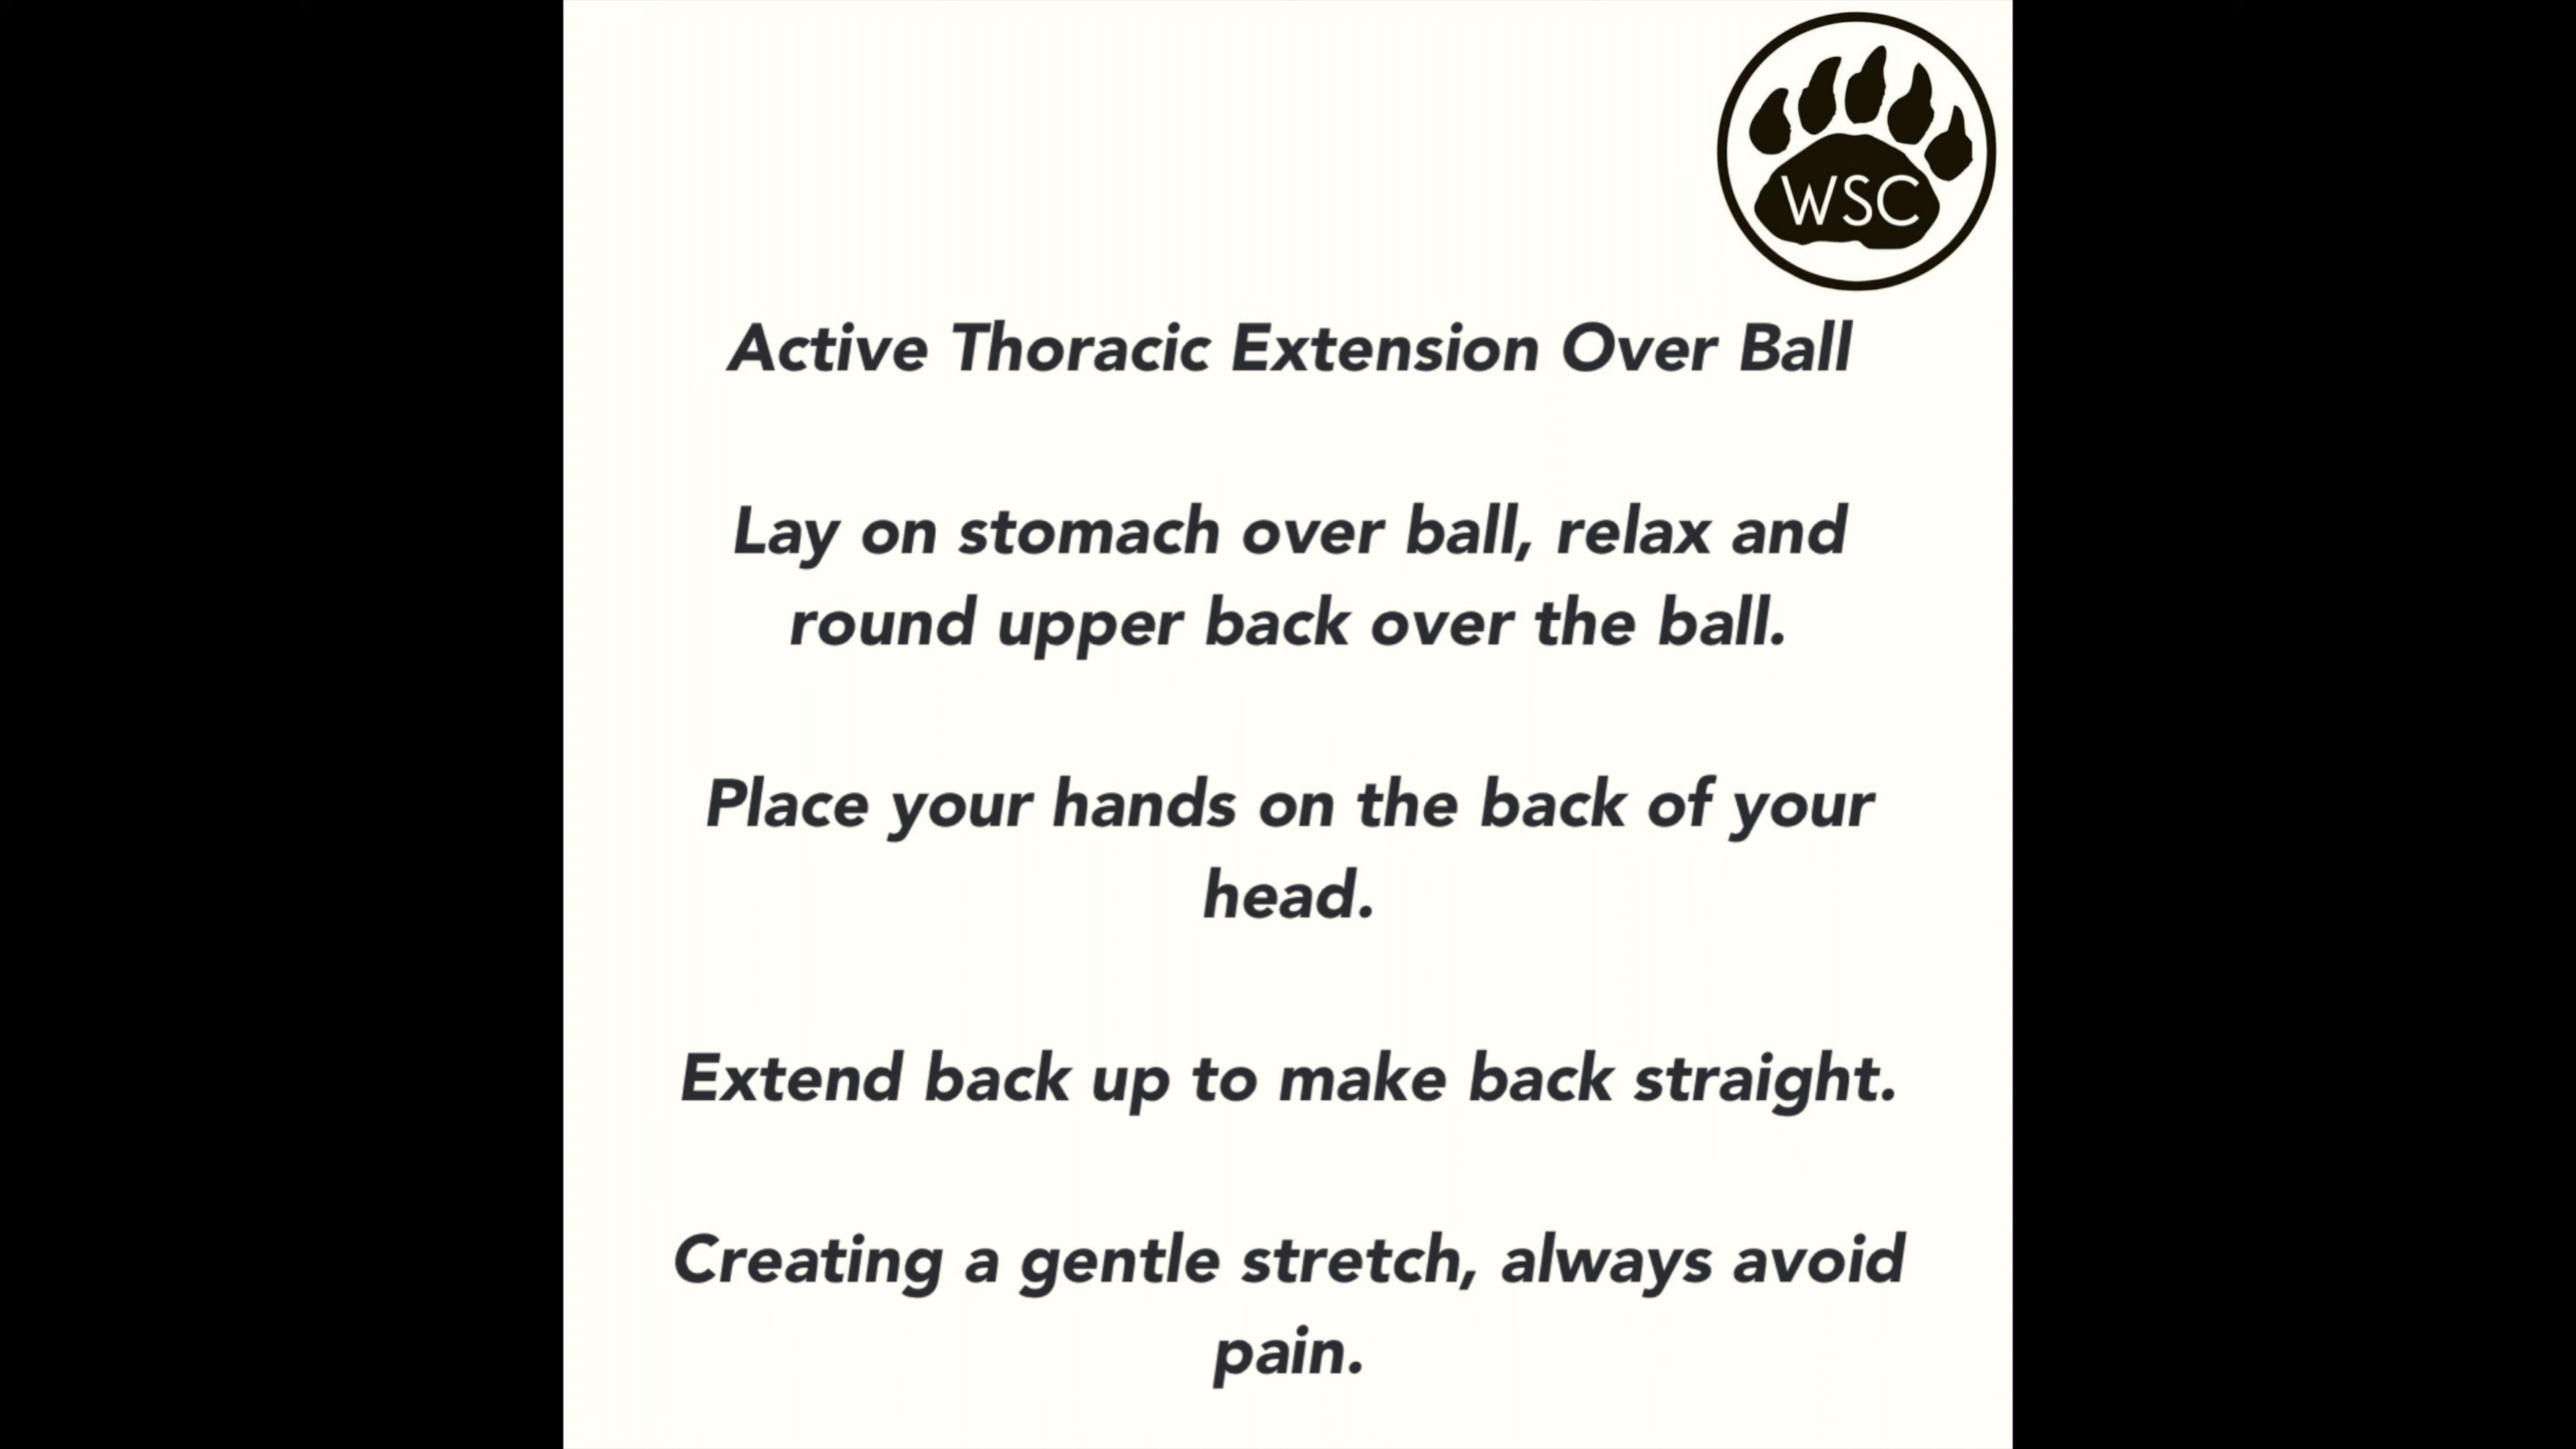 WSC
Active Thoracic Extension Over Ball
Lay on stomach over ball, relax and
round upper back over the ball.
Place your hands on the back of your
head.
Extend back up to make back straight.
Creating a gentle stretch, always avoid
pain.